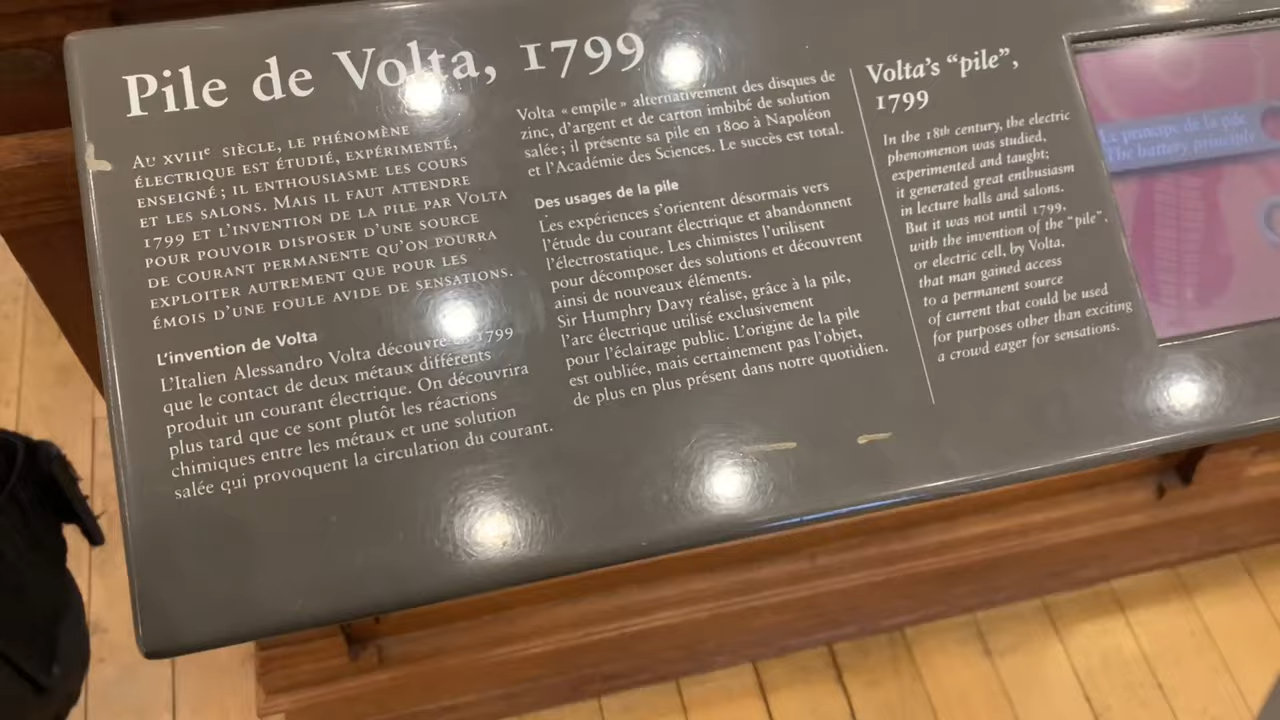 Pile de Volta, 1799
AU XVIIIe SIÈCLE, LE PHÉNOMÈNE
ÉLECTRIQUE EST ÉTUDIÉ, EXPÉRIMENTÉ,
ENSEIGNÉ ; IL ENTHOUSIASME LES COURS
ET LES SALONS. MAIS IL FAUT ATTENDRE
1799 ET L'INVENTION DE LA PILE PAR VOLTA
POUR POUVOIR DISPOSER D'UNE SOURCE
DE COURANT PERMANENTE QU'ON POURRA
EXPLOITER AUTREMENT QUE POUR LES
ÉMOIS D'UNE FOULE AVIDE DE SENSATIONS.
L'invention de Volta
L'Italien Alessandro Volta découvre 1799
que le contact de deux métaux différents
produit un courant électrique. On découvrira
plus tard que ce sont plutôt les réactions
chimiques entre les métaux et une solution
salée qui provoquent la circulation du courant.
Volta « empile » alternativement des disques de
zinc, d'argent et de carton imbibé de solution
salée ; il présente sa pile en 1800 à Napoléon
et l'Académie des Sciences. Le succès est total.
Des usages de la pile
Les expériences s'orientent désormais vers
l'étude du courant électrique et abandonnent
l'électrostatique. Les chimistes l'utilisent
pour décomposer des solutions et découvrent
ainsi de nouveaux éléments.
Sir Humphry Davy réalise, grâce à la pile,
l'arc électrique utilisé exclusivement
pour l'éclairage public. L'origine de la pile
est oubliée, mais certainement pas l'objet,
de plus en plus présent dans notre quotidien.
Volta's "pile",
1799
In the 18th century, the electric
phenomenon was studied,
experimented and taught;
it generated great enthusiasm
in lecture halls and salons.
But it was not until 1799,
with the invention of the "pile",
or electric cell, by Volta,
that man gained access
to a permanent source
of current that could be used
for purposes other than exciting
a crowd eager for sensations.
Le principe de la pile
The battery principle